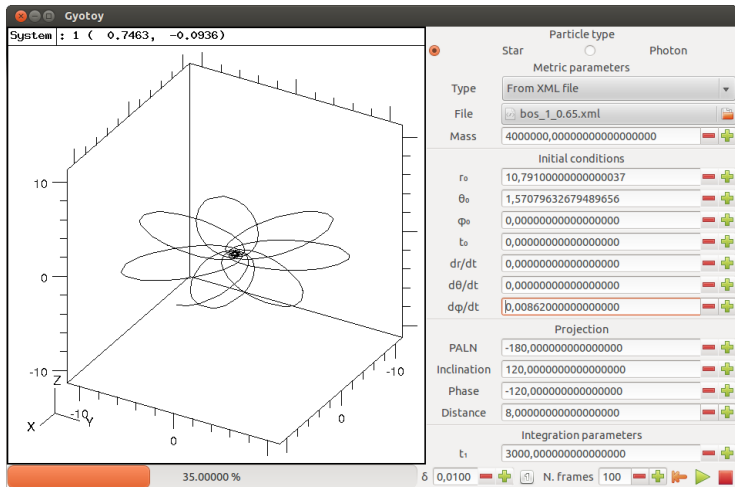 Gyotoy
System : 1 ( 0.7463, -0.0936)
10
0
-10
Z
X
Y
-10
0
0
-10
Particle type
Star Photon
Metric parameters
Type From XML file
File bos_1_0.65.xml
Mass 4000000,0000000000000000
Initial conditions
r₀ 10,79100000000000037
θ₀ 1,57079632679489656
φ₀ 0,00000000000000000
t₀ 0,00000000000000000
dr/dt 0,00000000000000000
dθ/dt 0,00000000000000000
dφ/dt 0,00862000000000000
Projection
PALN -180,000000000000000
Inclination 120,000000000000000
Phase -120,000000000000000
Distance 8,00000000000000000
Integration parameters
t₁ 3000,00000000000000
35.00000 % δ 0,0100 N. frames 100